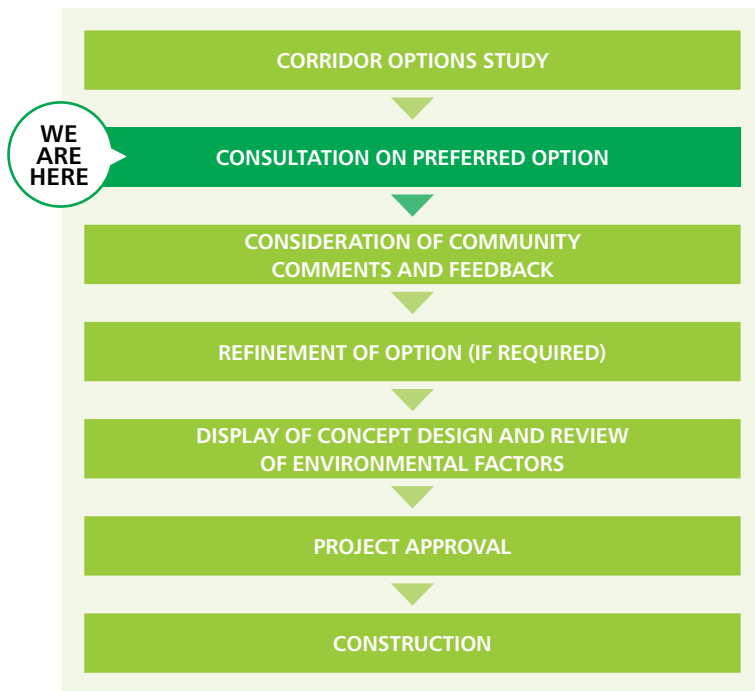 CORRIDOR OPTIONS STUDY
WE
ARE
HERE
CONSULTATION ON PREFERRED OPTION
CONSIDERATION OF COMMUNITY
COMMENTS AND FEEDBACK
REFINEMENT OF OPTION (IF REQUIRED)
DISPLAY OF CONCEPT DESIGN AND REVIEW
OF ENVIRONMENTAL FACTORS
PROJECT APPROVAL
CONSTRUCTION